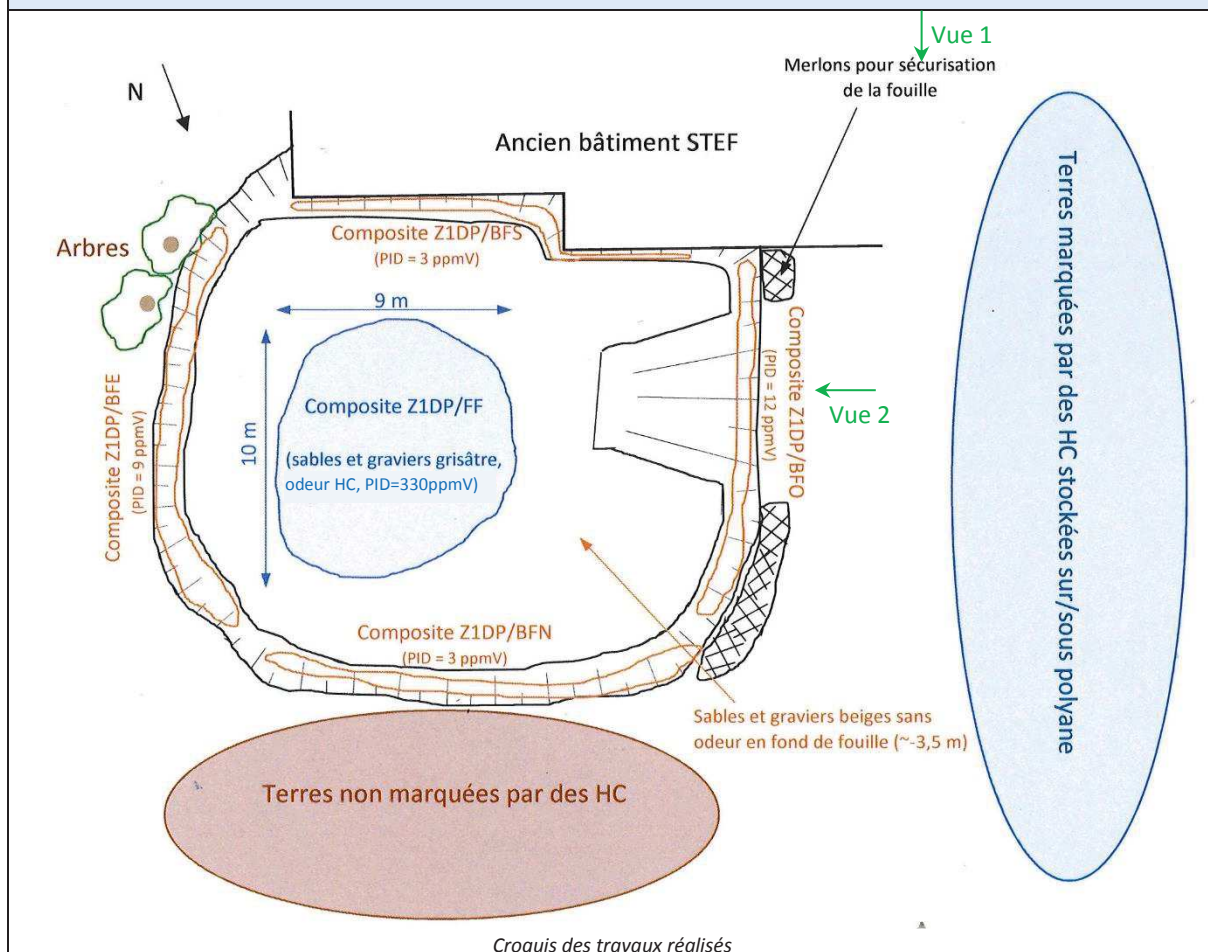 Vue 1
Merlons pour sécurisation
de la fouille
N
Ancien bâtiment STEF
Arbres
Composite Z1DP/BFS
(PID = 3 ppmV)
9 m
10 m
Composite Z1DP/FF
(sables et graviers grisâtre,
odeur HC, PID=330ppmV)
Composite Z1DP/BFE
(PID = 9 ppmV)
Composite Z1DP/BFO
(PID = 12 ppmV)
Vue 2
Terres marquées par des HC stockées sur/sous polyane
Composite Z1DP/BFN
(PID = 3 ppmV)
Sables et graviers beiges sans
odeur en fond de fouille (~-3,5 m)
Terres non marquées par des HC
Croquis des travaux réalisés